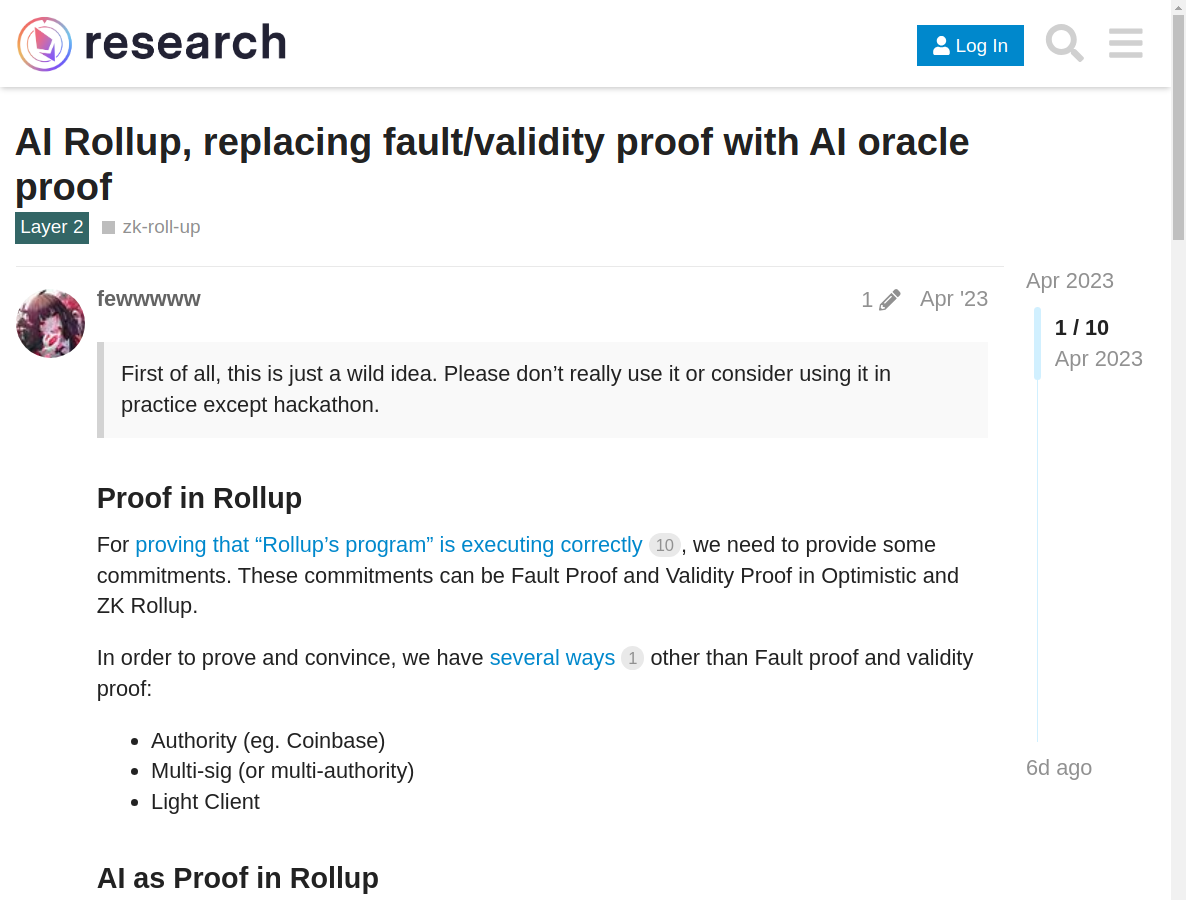 research
Log In
AI Rollup, replacing fault/validity proof with AI oracle
proof
Layer 2
zk-roll-up
fewwwww
1
Apr '23
First of all, this is just a wild idea. Please don’t really use it or consider using it in
practice except hackathon.
Proof in Rollup
For proving that “Rollup’s program” is executing correctly 10, we need to provide some
commitments. These commitments can be Fault Proof and Validity Proof in Optimistic and
ZK Rollup.
In order to prove and convince, we have several ways 1 other than Fault proof and validity
proof:
Authority (eg. Coinbase)
Multi-sig (or multi-authority)
Light Client
AI as Proof in Rollup
Apr 2023
1 / 10
Apr 2023
6d ago